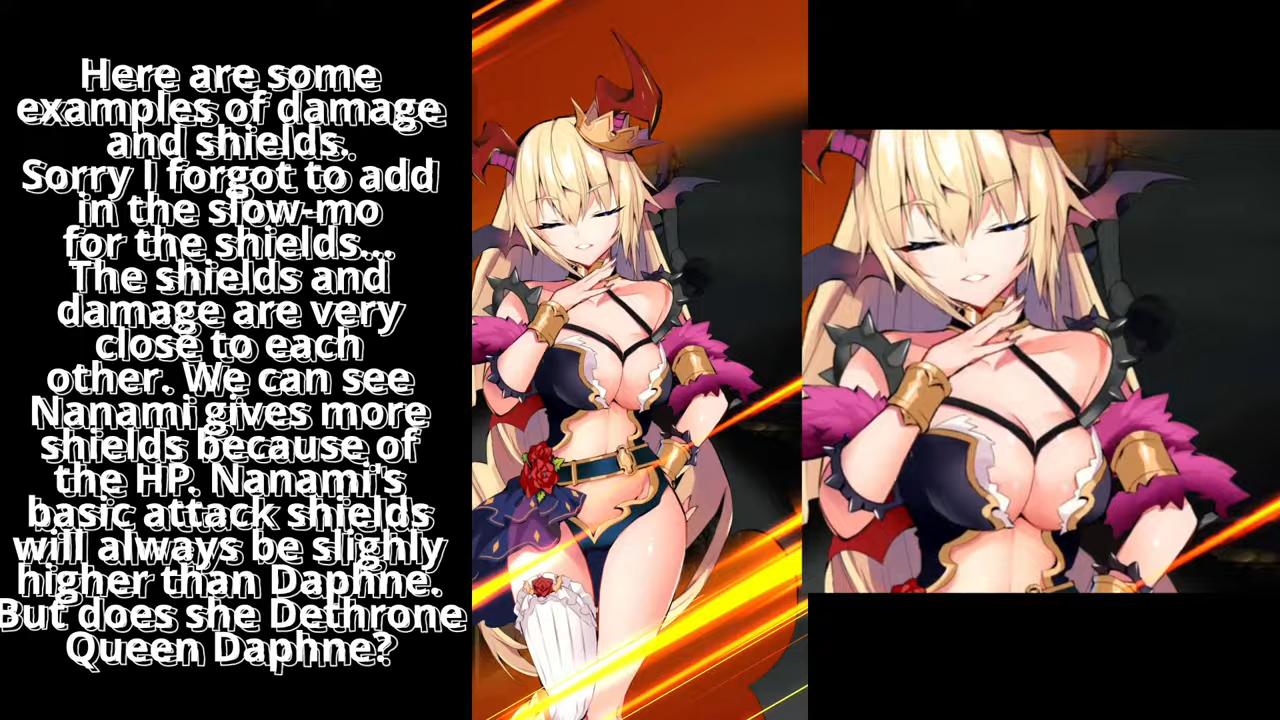 Here are some
examples of damage
and shields.
Sorry I forgot to add
in the slow-mo
for the shields...
The shields and
damage are very
close to each
other. We can see
Nanami gives more
shields because of
the HP. Nanami's
basic attack shields
will always be slighly
higher than Daphne.
But does she Dethrone
Queen Daphne?